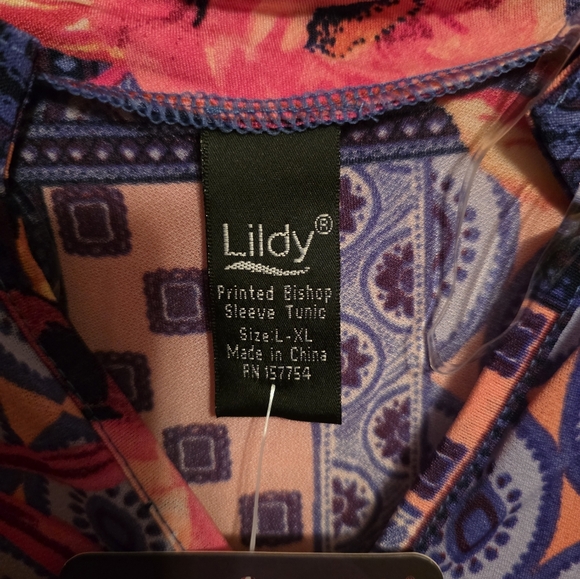 Lildy®
Printed Bishop
Sleeve Tunic
Size:L-XL
Made in China
RN 157754